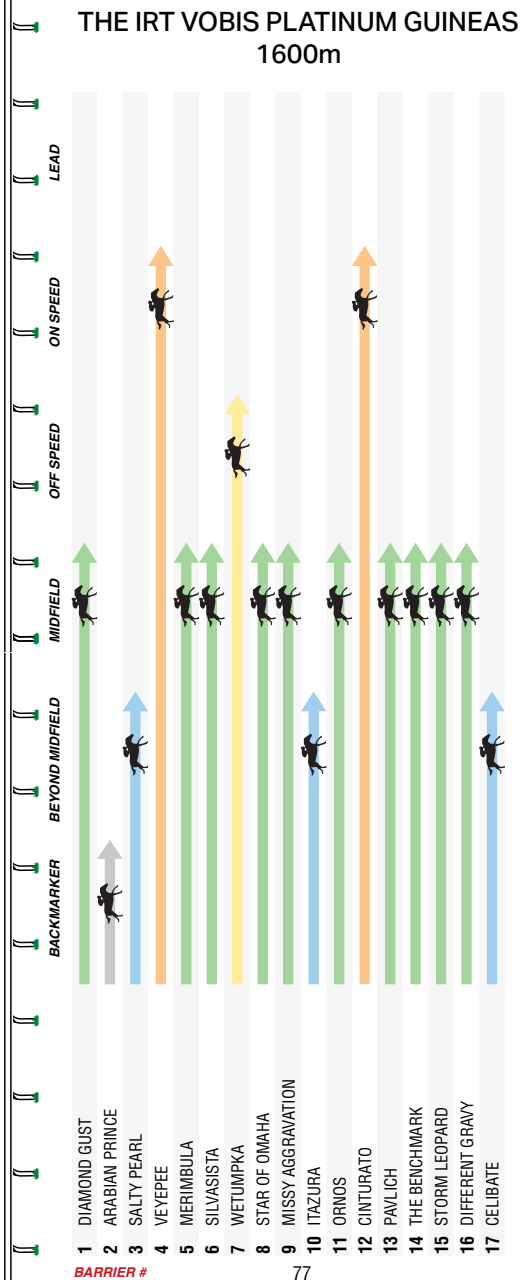 THE IRT VOBIS PLATINUM GUINEAS
1600m
LEAD
ON SPEED
OFF SPEED
MIDFIELD
BEYOND MIDFIELD
BACKMARKER
1 DIAMOND GUST
2 ARABIAN PRINCE
3 SALTY PEARL
4 VEYEPEE
5 MERIMBULA
6 SILVASISTA
7 WETUMPKA
8 STAR OF OMAHA
9 MISSY AGGRAVATION
10 ITAZURA
11 ORNOS
12 CINTURATO
13 PAVLICH
14 THE BENCHMARK
15 STORM LEOPARD
16 DIFFERENT GRAVY
17 CELIBATE
BARRIER #
77